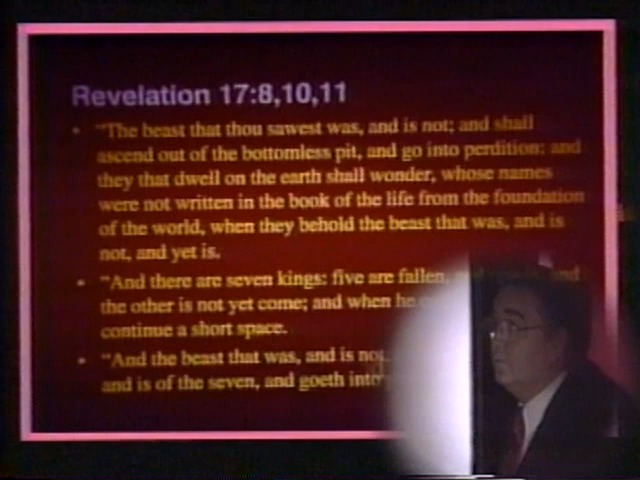 Revelation 17:8,10,11
• "The beast that thou sawest was, and is not; and shall
ascend out of the bottomless pit, and go into perdition: and
they that dwell on the earth shall wonder, whose names
were not written in the book of the life from the foundation
of the world, when they behold the beast that was, and is
not, and yet is.
• "And there are seven kings: five are fallen, and
the other is not yet come; and when he
continue a short space.
• "And the beast that was, and is not,
and is of the seven, and goeth into